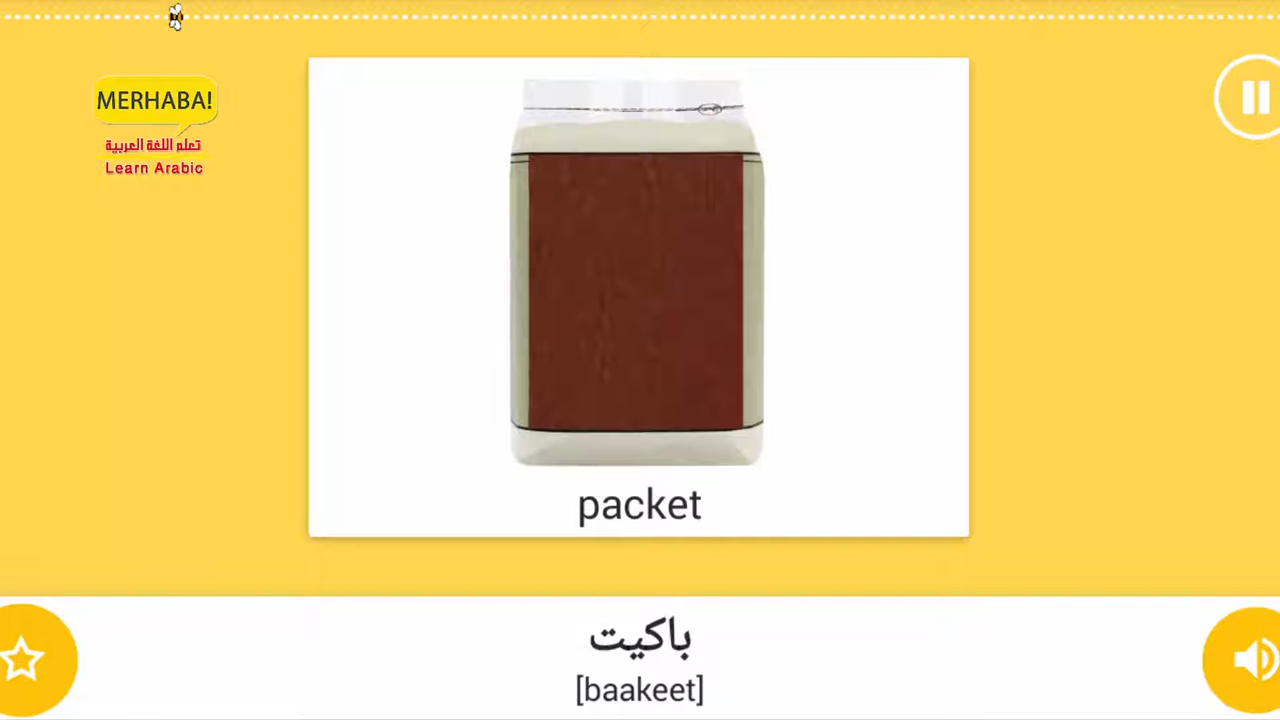 MERHABA!
تعلم اللغة العربية
Learn Arabic
packet
باكيت
[baakeet]